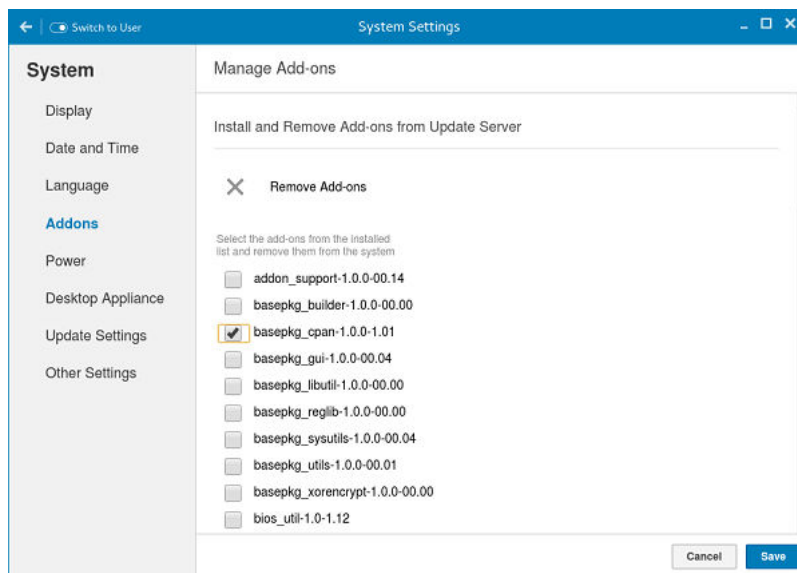 Switch to User
System Settings
System
Display
Date and Time
Language
Addons
Power
Desktop Appliance
Update Settings
Other Settings
Manage Add-ons
Install and Remove Add-ons from Update Server
Remove Add-ons
Select the add-ons from the installed
list and remove them from the system
addon_support-1.0.0-00.14
basepkg_builder-1.0.0-00.00
basepkg_cpan-1.0.0-1.01
basepkg_gui-1.0.0-00.04
basepkg_libutil-1.0.0-00.00
basepkg_reglib-1.0.0-00.00
basepkg_sysutils-1.0.0-00.04
basepkg_utils-1.0.0-00.01
basepkg_xorencrypt-1.0.0-00.00
bios_util-1.0-1.12
Cancel
Save